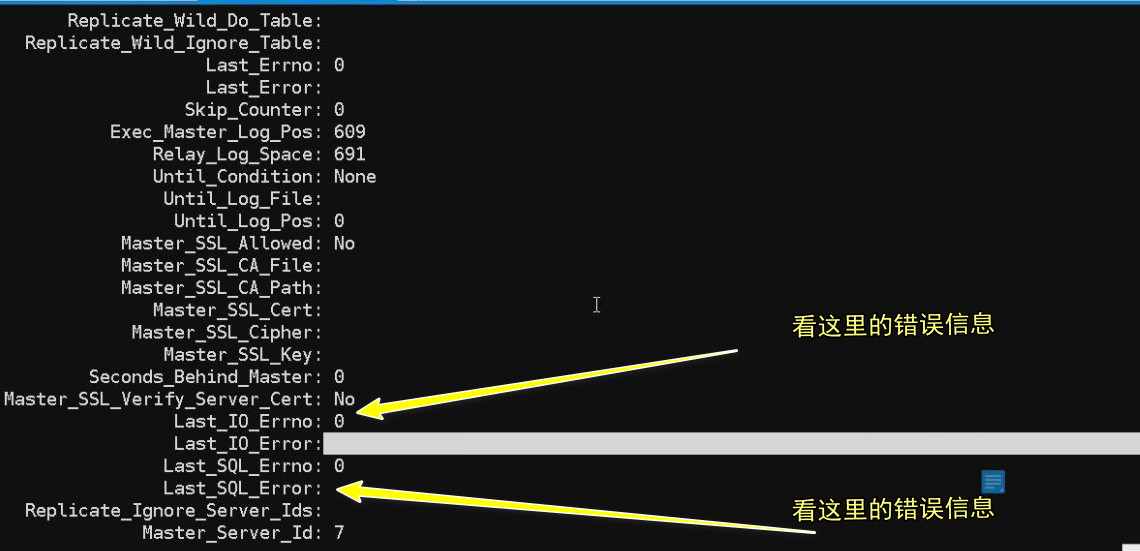 Replicate_Wild_Do_Table:
Replicate_Wild_Ignore_Table:
Last_Errno: 0
Last_Error:
Skip_Counter: 0
Exec_Master_Log_Pos: 609
Relay_Log_Space: 691
Until_Condition: None
Until_Log_File:
Until_Log_Pos: 0
Master_SSL_Allowed: No
Master_SSL_CA_File:
Master_SSL_CA_Path:
Master_SSL_Cert:
Master_SSL_Cipher:
看这里的错误信息
Master_SSL_Key:
Seconds_Behind_Master: 0
Master_SSL_Verify_Server_Cert: No
Last_IO_Errno: 0
Last_IO_Error:
Last_SQL_Errno: 0
Last_SQL_Error:
Replicate_Ignore_Server_Ids:
看这里的错误信息
Master_Server_Id: 7